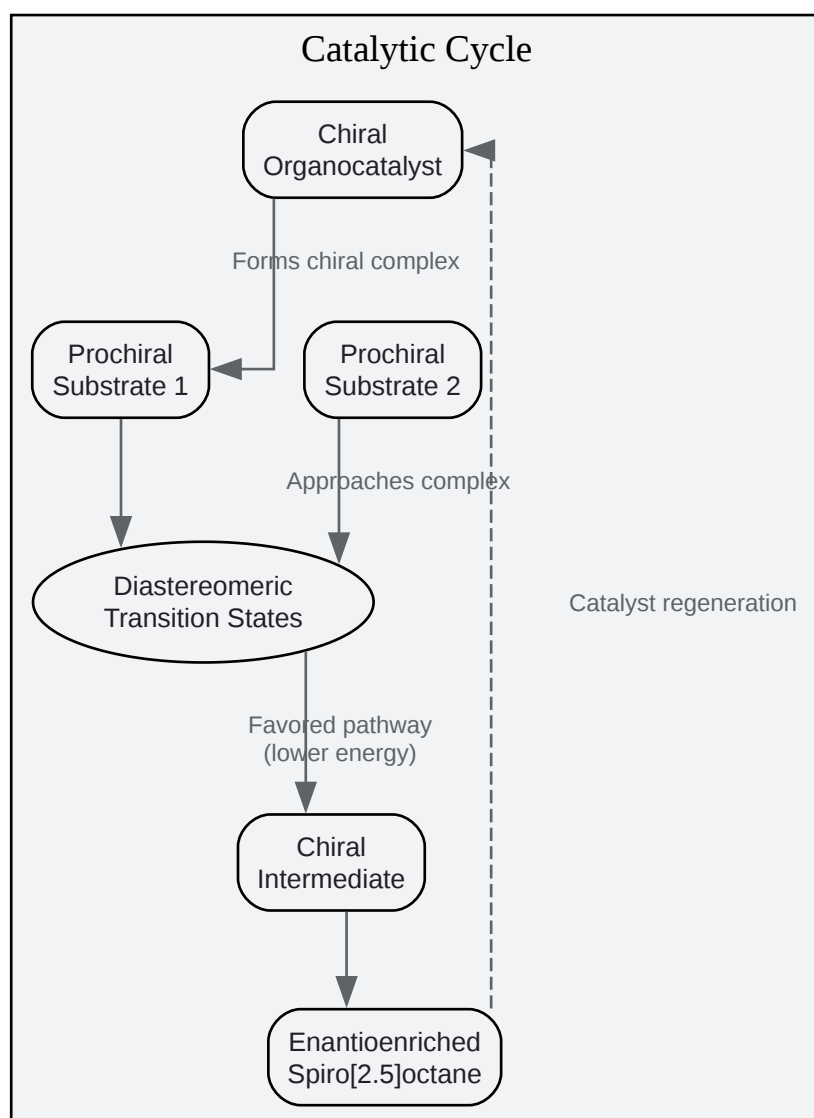 Catalytic Cycle
Chiral
Organocatalyst
Forms chiral complex
Prochiral
Substrate 1
Prochiral
Substrate 2
Approaches complex
Diastereomeric
Transition States
Catalyst regeneration
Favored pathway
(lower energy)
Chiral
Intermediate
Enantioenriched
Spiro[2.5]octane